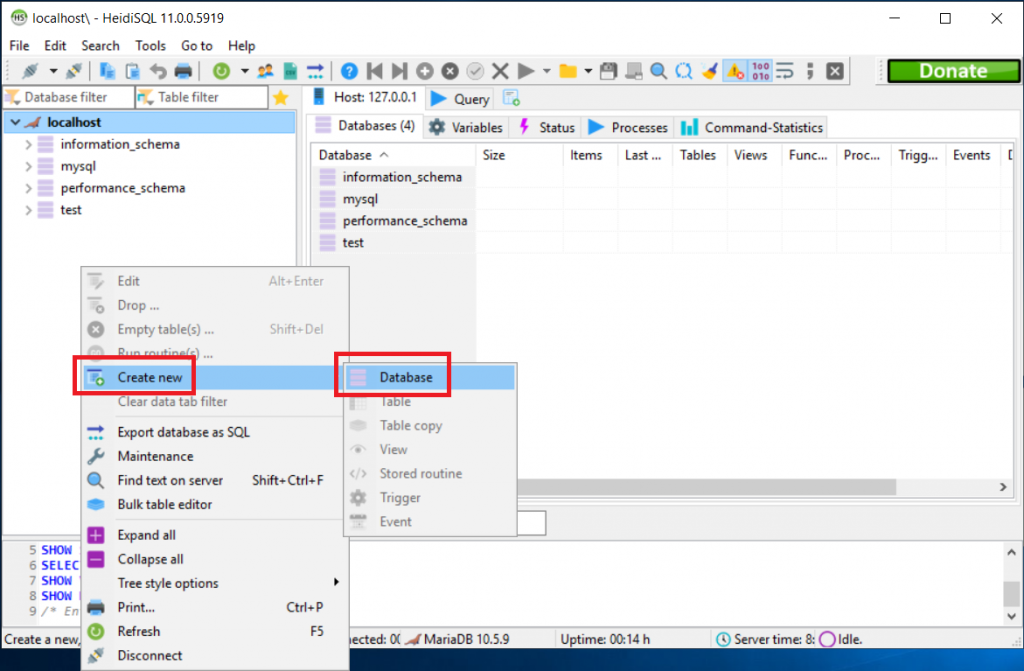 localhost\ - HeidiSQL 11.0.0.5919
File Edit Search Tools Go to Help
Donate
Database filter Table filter
Host: 127.0.0.1 Query
localhost
information_schema
mysql
performance_schema
test
Databases (4) Variables Status Processes Command-Statistics
Database Size Items Last ... Tables Views Func... Proc... Trigg... Events
information_schema
mysql
performance_schema
test
Edit Alt+Enter
Drop ...
Empty table(s) ... Shift+Del
Run routine(s) ...
Create new
Clear data tab filter
Export database as SQL
Maintenance
Find text on server Shift+Ctrl+F
Bulk table editor
Expand all
Collapse all
Tree style options
Print... Ctrl+P
Refresh F5
Disconnect
Database
Table
Table copy
View
Stored routine
Trigger
Event
5 SHOW
6 SELEC
7 SHOW
8 SHOW
9 /* En
Create a new, nected: 00 MariaDB 10.5.9 Uptime: 00:14 h Server time: 8: Idle.